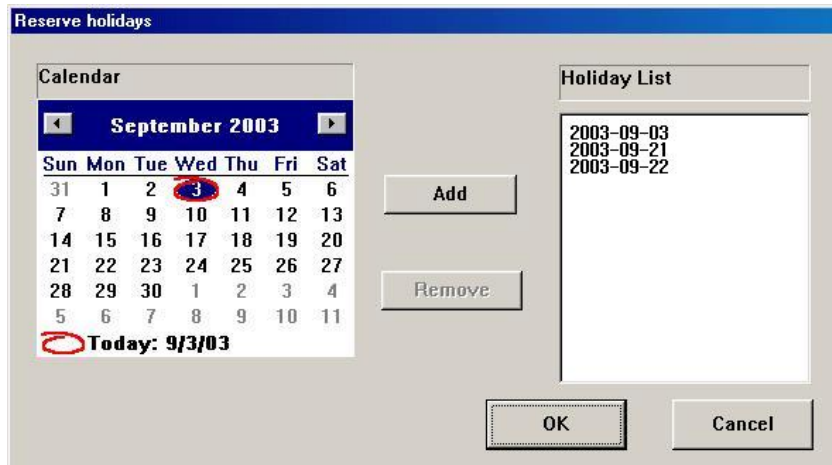 Reserve holidays
Calendar
September 2003
Sun Mon Tue Wed Thu Fri Sat
31 1 2 3 4 5 6
7 8 9 10 11 12 13
14 15 16 17 18 19 20
21 22 23 24 25 26 27
28 29 30 1 2 3 4
5 6 7 8 9 10 11
Today: 9/3/03
Add
Remove
Holiday List
2003-09-03
2003-09-21
2003-09-22
OK
Cancel